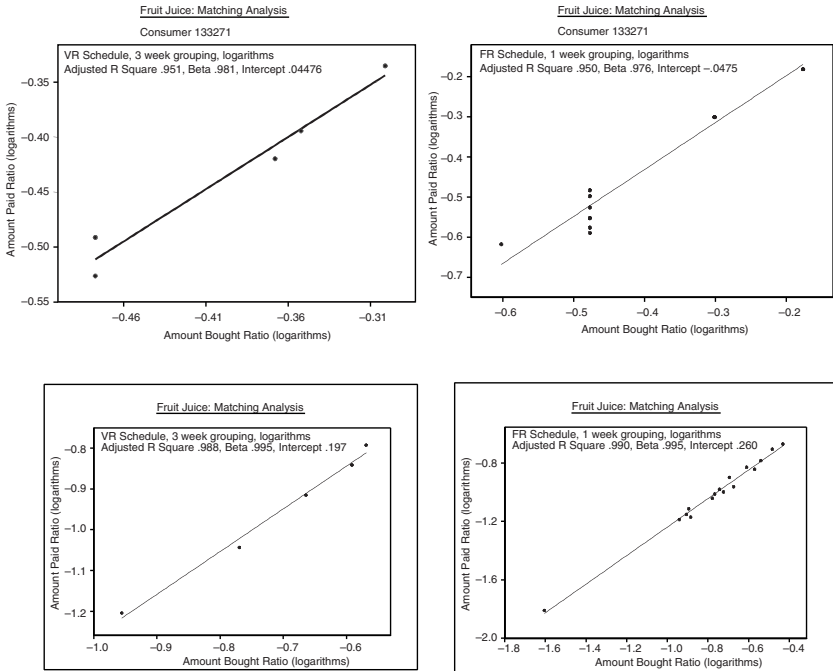 Fruit Juice: Matching Analysis
Consumer 133271
VR Schedule, 3 week grouping, logarithms
Adjusted R Square .951, Beta .981, Intercept .04476
Amount Paid Ratio (logarithms)
−0.35
−0.40
−0.45
−0.50
−0.55
−0.46 −0.41 −0.36 −0.31
Amount Bought Ratio (logarithms)
Fruit Juice: Matching Analysis
Consumer 133271
FR Schedule, 1 week grouping, logarithms
Adjusted R Square .950, Beta .976, Intercept −.0475
Amount Paid Ratio (logarithms)
−0.2
−0.3
−0.4
−0.5
−0.6
−0.7
−0.6 −0.5 −0.4 −0.3 −0.2
Amount Bought Ratio (logarithms)
Fruit Juice: Matching Analysis
VR Schedule, 3 week grouping, logarithms
Adjusted R Square .988, Beta .995, Intercept .197
Amount Paid Ratio (logarithms)
−0.8
−0.9
−1.0
−1.1
−1.2
−1.0 −0.9 −0.8 −0.7 −0.6
Amount Bought Ratio (logarithms)
Fruit Juice: Matching Analysis
FR Schedule, 1 week grouping, logarithms
Adjusted R Square .990, Beta .995, Intercept .260
Amount Paid Ratio (logarithms)
−0.8
−1.2
−1.6
−2.0
−1.8 −1.6 −1.4 −1.2 −1.0 −0.8 −0.6 −0.4
Amount Bought Ratio (logarithms)